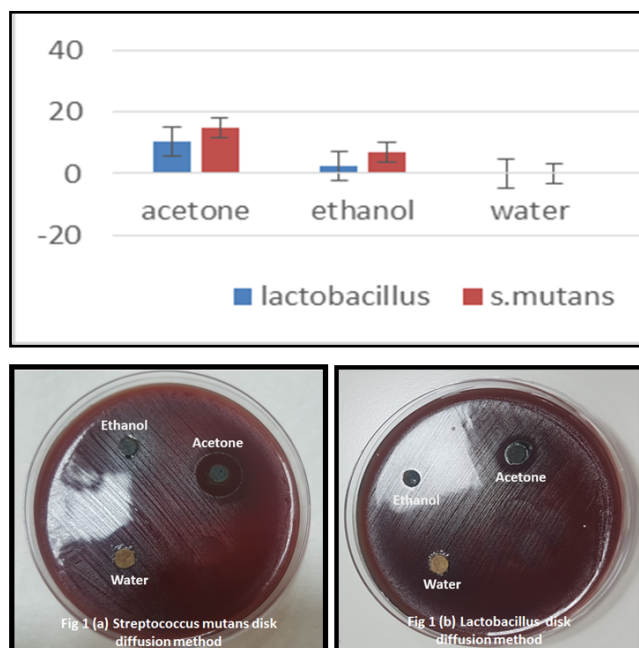 40
20
0
-20
acetone ethanol water
lactobacillus s.mutans
Ethanol
Acetone
Water
Fig 1 (a) Streptococcus mutans disk
diffusion method
Acetone
Ethanol
Water
Fig 1 (b) Lactobacillus disk
diffusion method